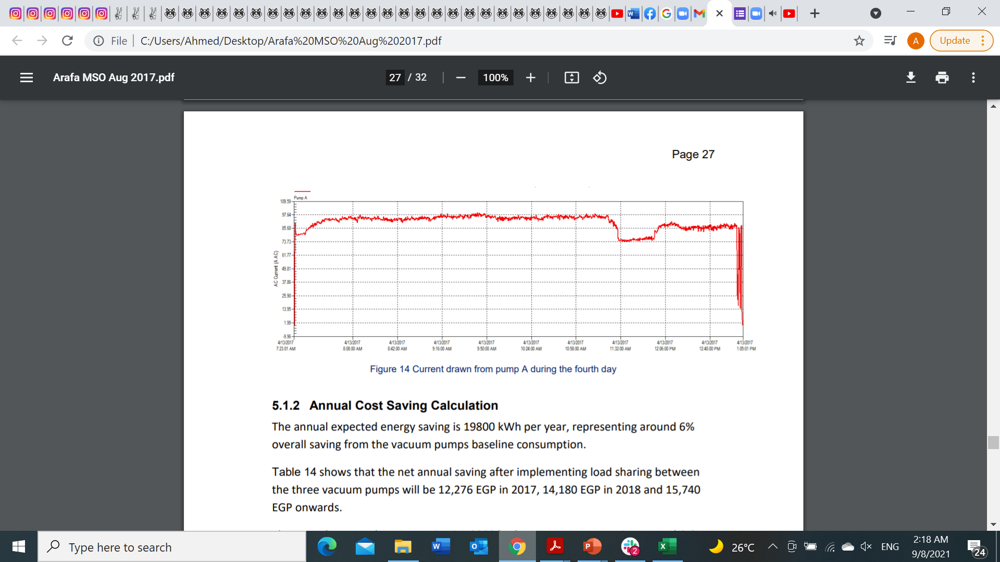 File
C:/Users/Ahmed/Desktop/Arafa%20MSO%20Aug%202017.pdf
A
Update
Arafa MSO Aug 2017.pdf
27 / 32
100%
Page 27
Pump A
109.59
97.64
85.68
73.73
61.77
49.81
37.86
25.90
13.95
1.99
-9.96
AC Current (A AC)
4/13/2017 4/13/2017 4/13/2017 4/13/2017 4/13/2017 4/13/2017 4/13/2017 4/13/2017 4/13/2017 4/13/2017 4/13/2017
7:23:01 AM 8:08:00 AM 8:42:00 AM 9:16:00 AM 9:50:00 AM 10:24:00 AM 10:58:00 AM 11:32:00 AM 12:06:00 PM 12:40:00 PM 1:05:01 PM
Figure 14 Current drawn from pump A during the fourth day
5.1.2 Annual Cost Saving Calculation
The annual expected energy saving is 19800 kWh per year, representing around 6%
overall saving from the vacuum pumps baseline consumption.
Table 14 shows that the net annual saving after implementing load sharing between
the three vacuum pumps will be 12,276 EGP in 2017, 14,180 EGP in 2018 and 15,740
EGP onwards.
Type here to search
2
26°C
ENG
2:18 AM
9/8/2021
24